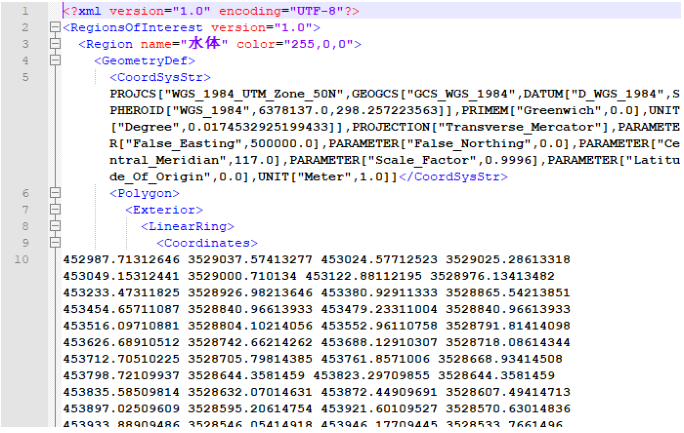 1 <?xml version="1.0" encoding="UTF-8"?>
2 <RegionsOfInterest version="1.0">
3 <Region name="水体" color="255,0,0">
4 <GeometryDef>
5 <CoordSysStr>
PROJCS["WGS_1984_UTM_Zone_50N",GEOGCS["GCS_WGS_1984",DATUM["D_WGS_1984",S
PHEROID["WGS_1984",6378137.0,298.257223563]],PRIMEM["Greenwich",0.0],UNIT
["Degree",0.0174532925199433]],PROJECTION["Transverse_Mercator"],PARAMETE
R["False_Easting",500000.0],PARAMETER["False_Northing",0.0],PARAMETER["Ce
ntral_Meridian",117.0],PARAMETER["Scale_Factor",0.9996],PARAMETER["Latitu
de_Of_Origin",0.0],UNIT["Meter",1.0]]</CoordSysStr>
6 <Polygon>
7 <Exterior>
8 <LinearRing>
9 <Coordinates>
10 452987.71312646 3529037.57413277 453024.57712523 3529025.28613318
453049.15312441 3529000.710134 453122.88112195 3528976.13413482
453233.47311825 3528926.98213646 453380.92911333 3528865.54213851
453454.65711087 3528840.96613933 453479.23311004 3528840.96613933
453516.09710881 3528804.10214056 453552.96110758 3528791.81414098
453626.68910512 3528742.66214262 453688.12910307 3528718.08614344
453712.70510225 3528705.79814385 453761.8571006 3528668.93414508
453798.72109937 3528644.3581459 453823.29709855 3528644.3581459
453835.58509814 3528632.07014631 453872.44909691 3528607.49414713
453897.02509609 3528595.20614754 453921.60109527 3528570.63014836
453933.88909486 3528546.05414918 453946.17709445 3528533.7661496